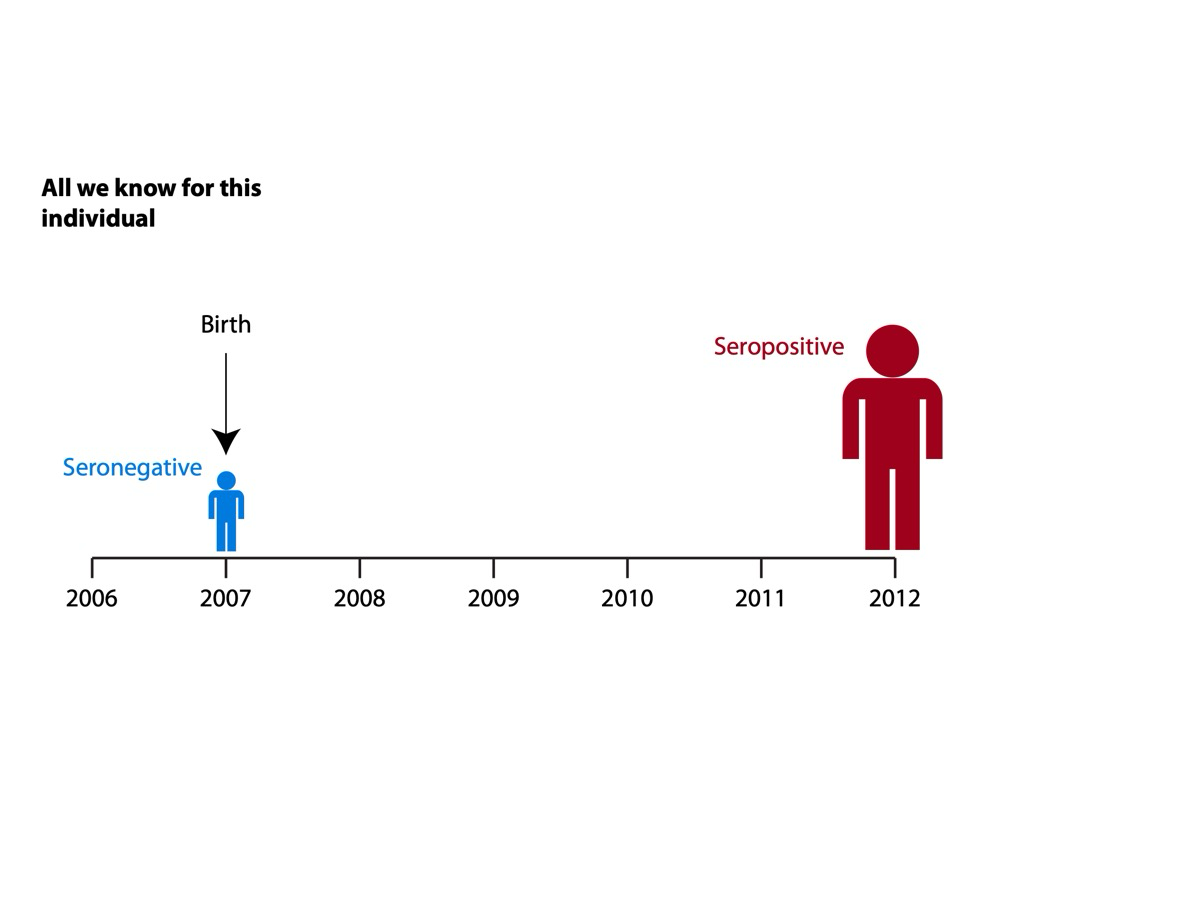 All we know for this
individual
Birth
Seropositive
Seronegative
2006 2007 2008 2009 2010 2011 2012